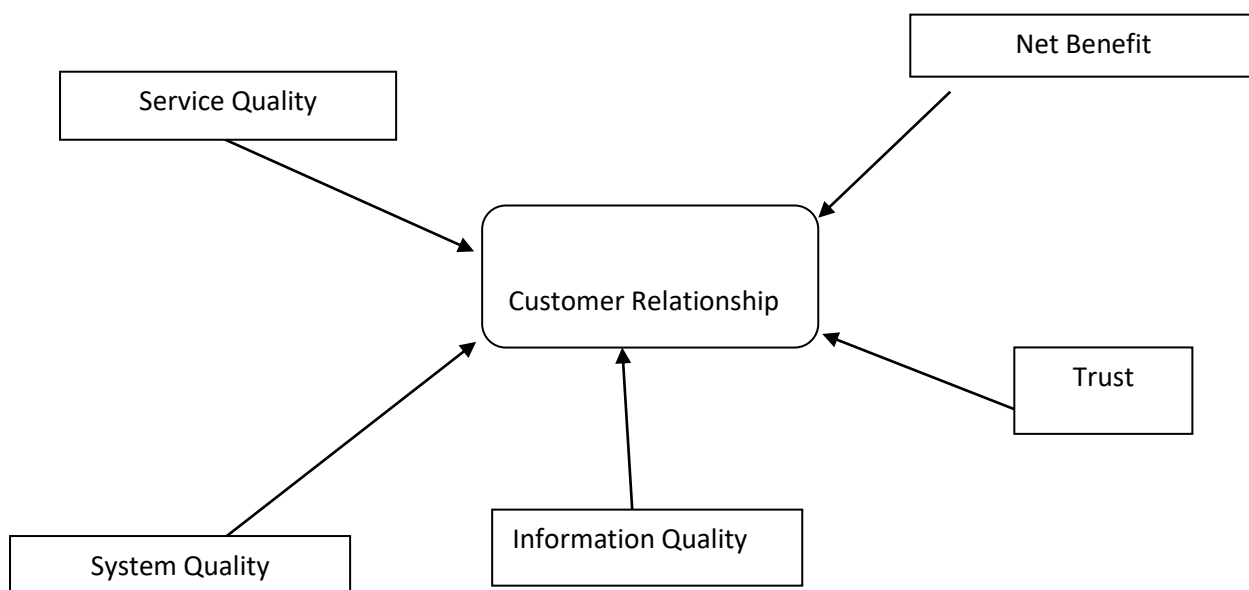 Net Benefit
Service Quality
Customer Relationship
Trust
Information Quality
System Quality